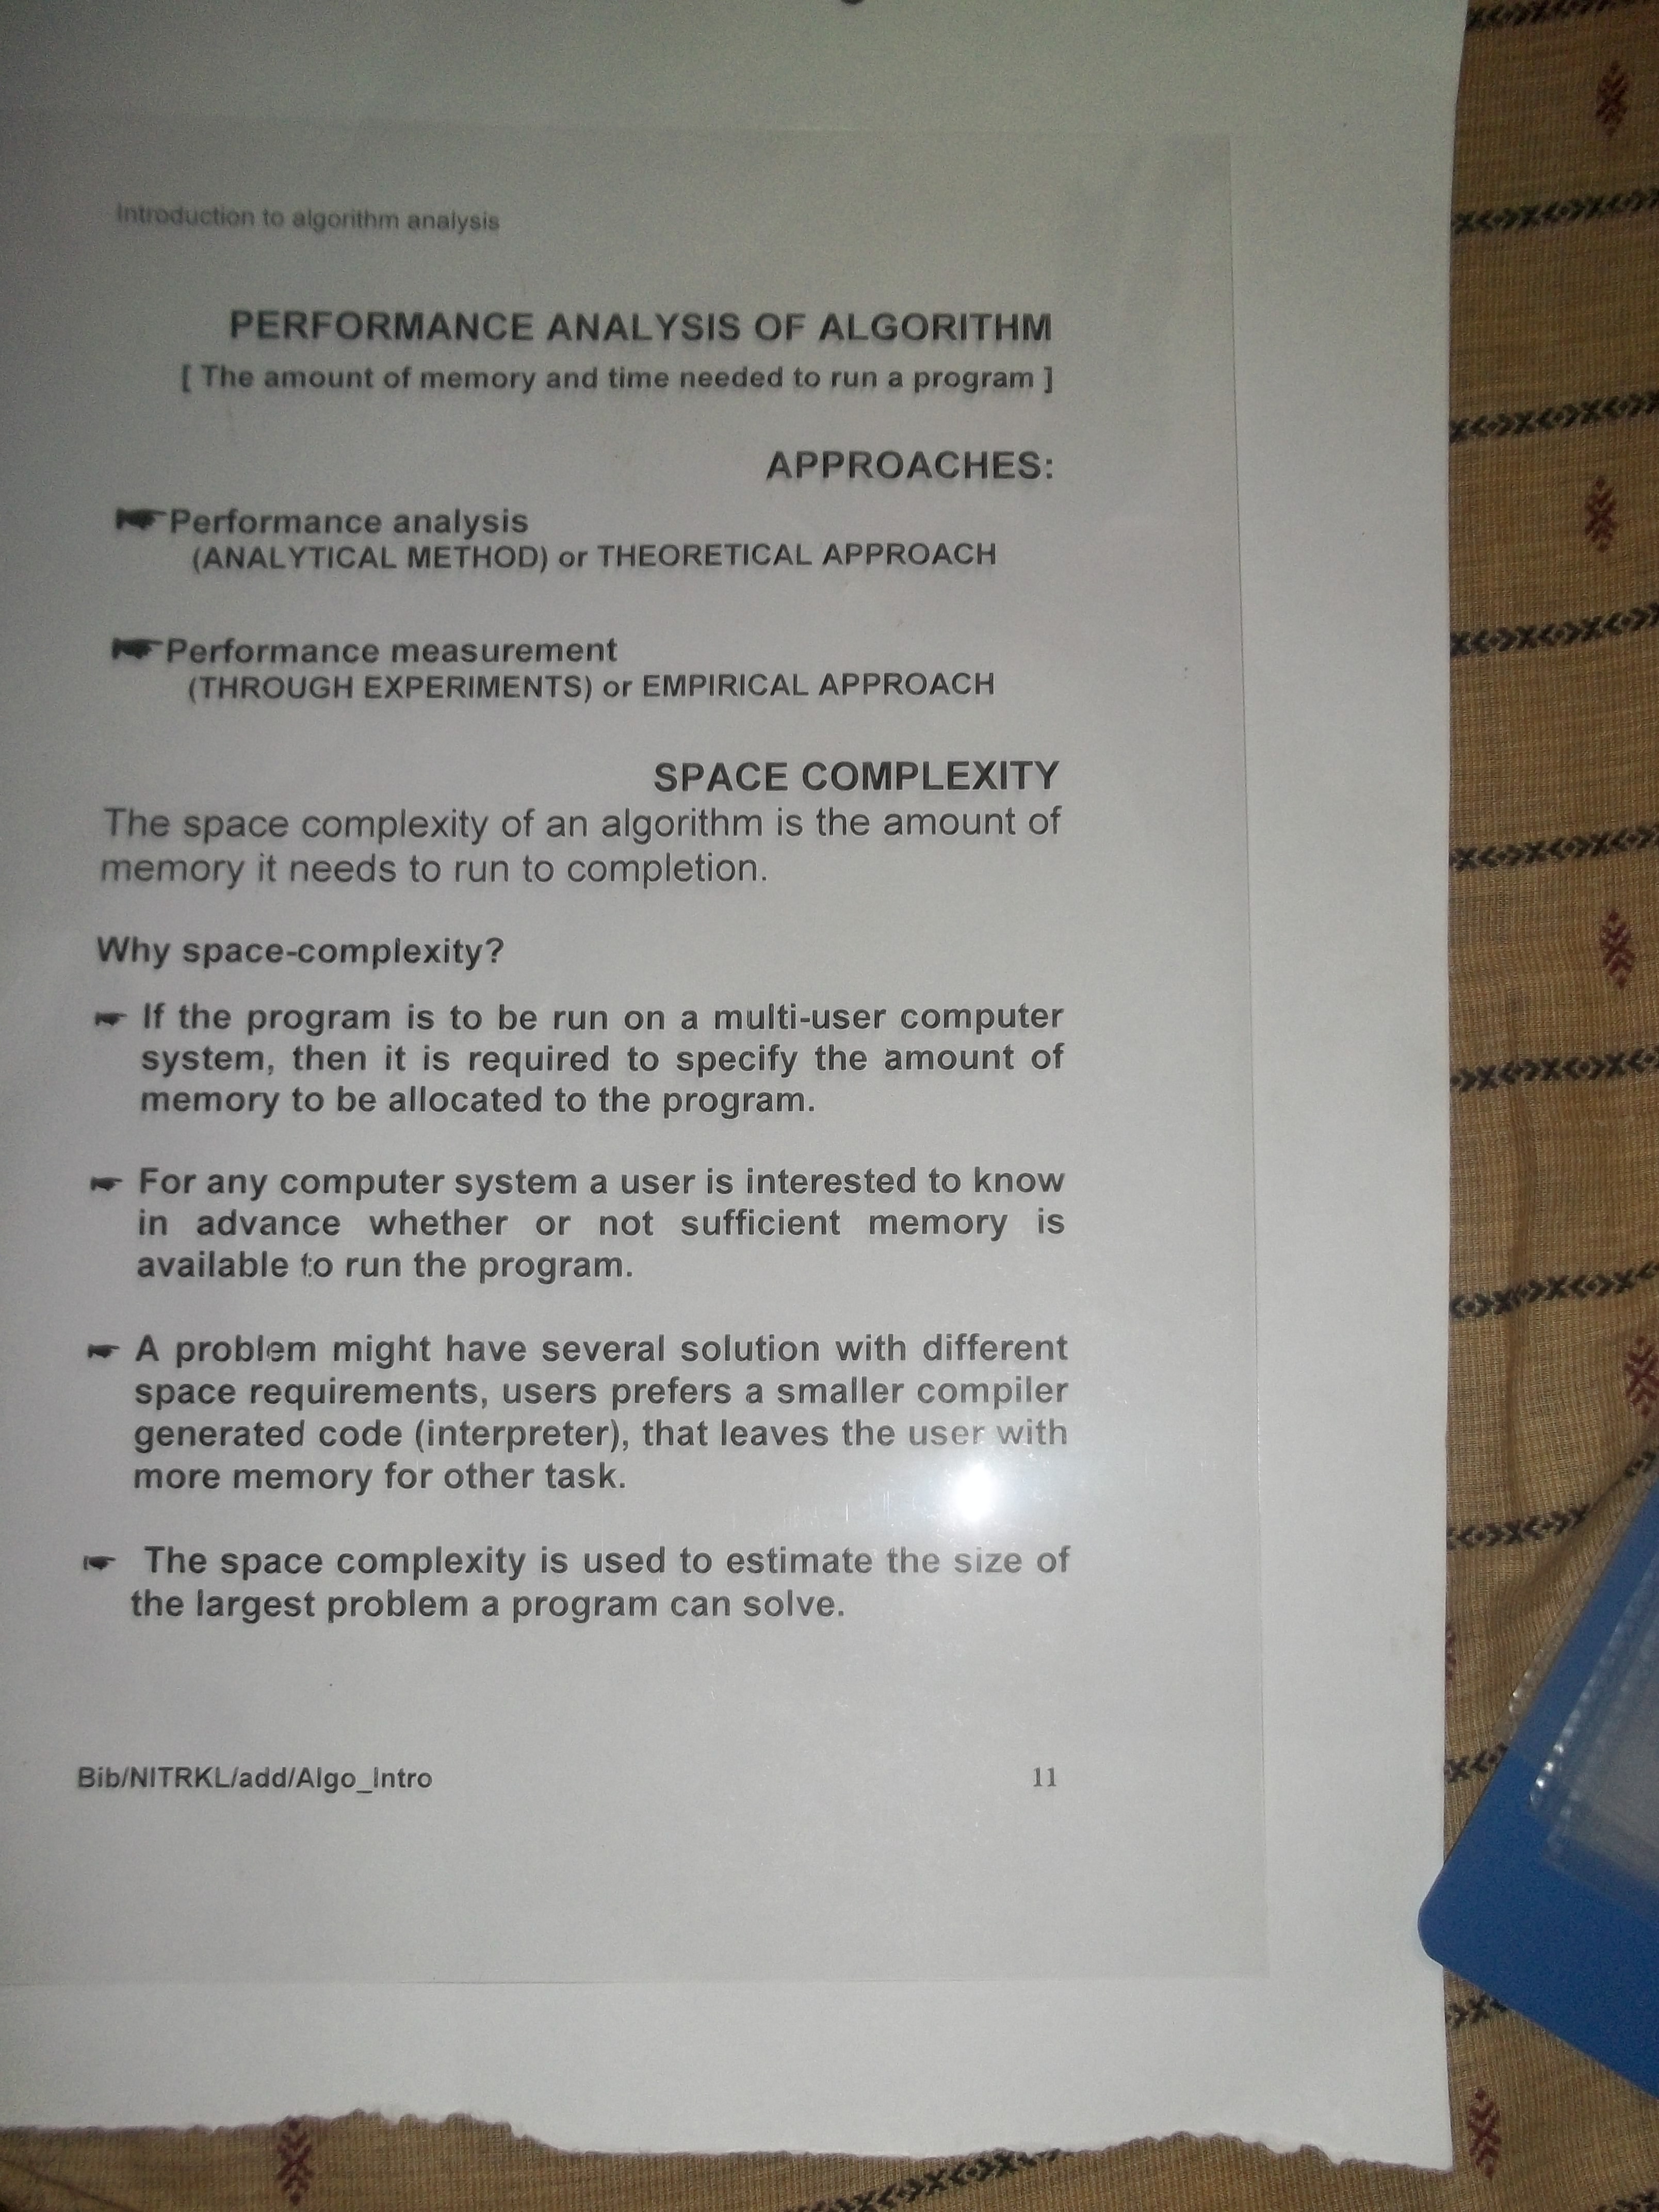 Introduction to algorithm analysis
PERFORMANCE ANALYSIS OF ALGORITHM
[ The amount of memory and time needed to run a program ]
APPROACHES:
Performance analysis
(ANALYTICAL METHOD) or THEORETICAL APPROACH
Performance measurement
(THROUGH EXPERIMENTS) or EMPIRICAL APPROACH
SPACE COMPLEXITY
The space complexity of an algorithm is the amount of
memory it needs to run to completion.
Why space-complexity?
If the program is to be run on a multi-user computer
system, then it is required to specify the amount of
memory to be allocated to the program.
For any computer system a user is interested to know
in advance whether or not sufficient memory is
available to run the program.
A problem might have several solution with different
space requirements, users prefers a smaller compiler
generated code (interpreter), that leaves the user with
more memory for other task.
The space complexity is used to estimate the size of
the largest problem a program can solve.
Bib/NITRKL/add/Algo_Intro 11